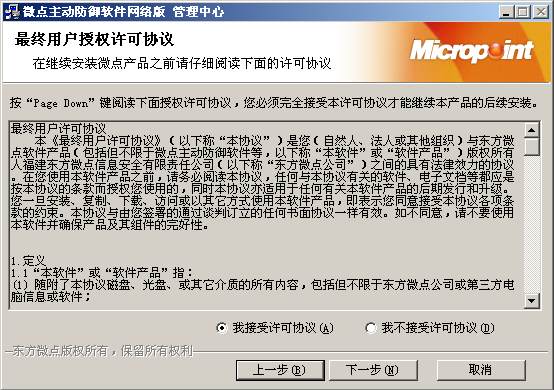 微点主动防御软件网络版 管理中心
最终用户授权许可协议
在继续安装微点产品之前请仔细阅读下面的许可协议
Micropoint
按“Page Down”键阅读下面授权许可协议，您必须完全接受本许可协议才能继续本产品的后续安装。
最终用户许可协议
本《最终用户许可协议》（以下称“本协议”）是您（自然人、法人或其他组织）与东方微
点软件产品（包括但不限于微点主动防御软件等，以下称“本软件”或“软件产品”）版权所有
人福建东方微点信息安全有限责任公司（以下称“东方微点公司”）之间的具有法律效力的协议
。在您使用本软件产品之前，请务必阅读本协议，任何与本协议有关的软件、电子文档等都应是
按本协议的条款而授权您使用的，同时本协议亦适用于任何有关本软件产品的后期发行和升级。
您一旦安装、复制、下载、访问或以其它方式使用本软件产品，即表示您同意接受本协议各项条
款的约束。本协议与由您签署的通过谈判订立的任何书面协议一样有效。如不同意，请不要使用
本软件并确保产品及其组件的完好性。
1.定义
1.1“本软件”或“软件产品”指：
(1) 随附了本协议磁盘、光盘、或其它介质的所有内容，包括但不限于东方微点公司或第三方电
脑信息或软件；
我接受许可协议(A)
我不接受许可协议(D)
东方微点版权所有，保留所有权利
上一步(B)
下一步(N)
取消